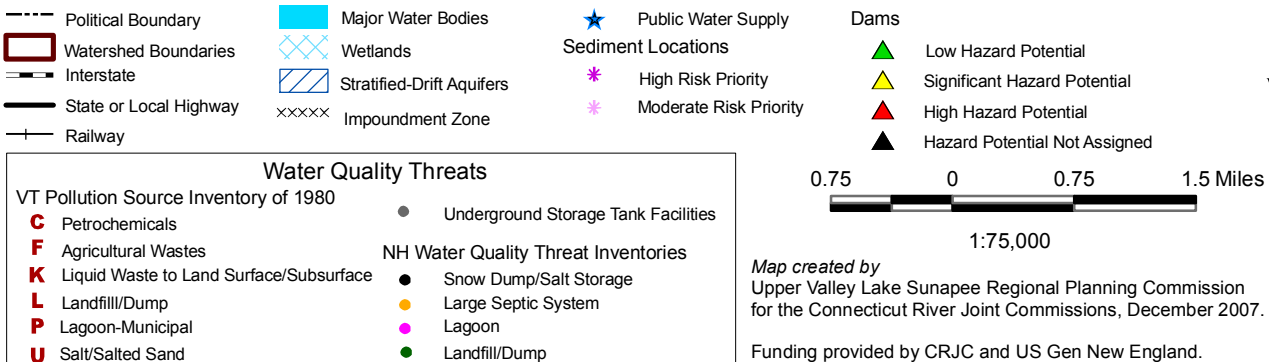 Political Boundary
Watershed Boundaries
Interstate
State or Local Highway
Railway
Major Water Bodies
Wetlands
Stratified-Drift Aquifers
Impoundment Zone
Public Water Supply
Sediment Locations
High Risk Priority
Moderate Risk Priority
Dams
Low Hazard Potential
Significant Hazard Potential
High Hazard Potential
Hazard Potential Not Assigned
Water Quality Threats
VT Pollution Source Inventory of 1980
C Petrochemicals
F Agricultural Wastes
K Liquid Waste to Land Surface/Subsurface
L Landfilll/Dump
P Lagoon-Municipal
U Salt/Salted Sand
Underground Storage Tank Facilities
NH Water Quality Threat Inventories
Snow Dump/Salt Storage
Large Septic System
Lagoon
Landfill/Dump
0.75 0 0.75 1.5 Miles
1:75,000
Map created by
Upper Valley Lake Sunapee Regional Planning Commission
for the Connecticut River Joint Commissions, December 2007.
Funding provided by CRJC and US Gen New England.